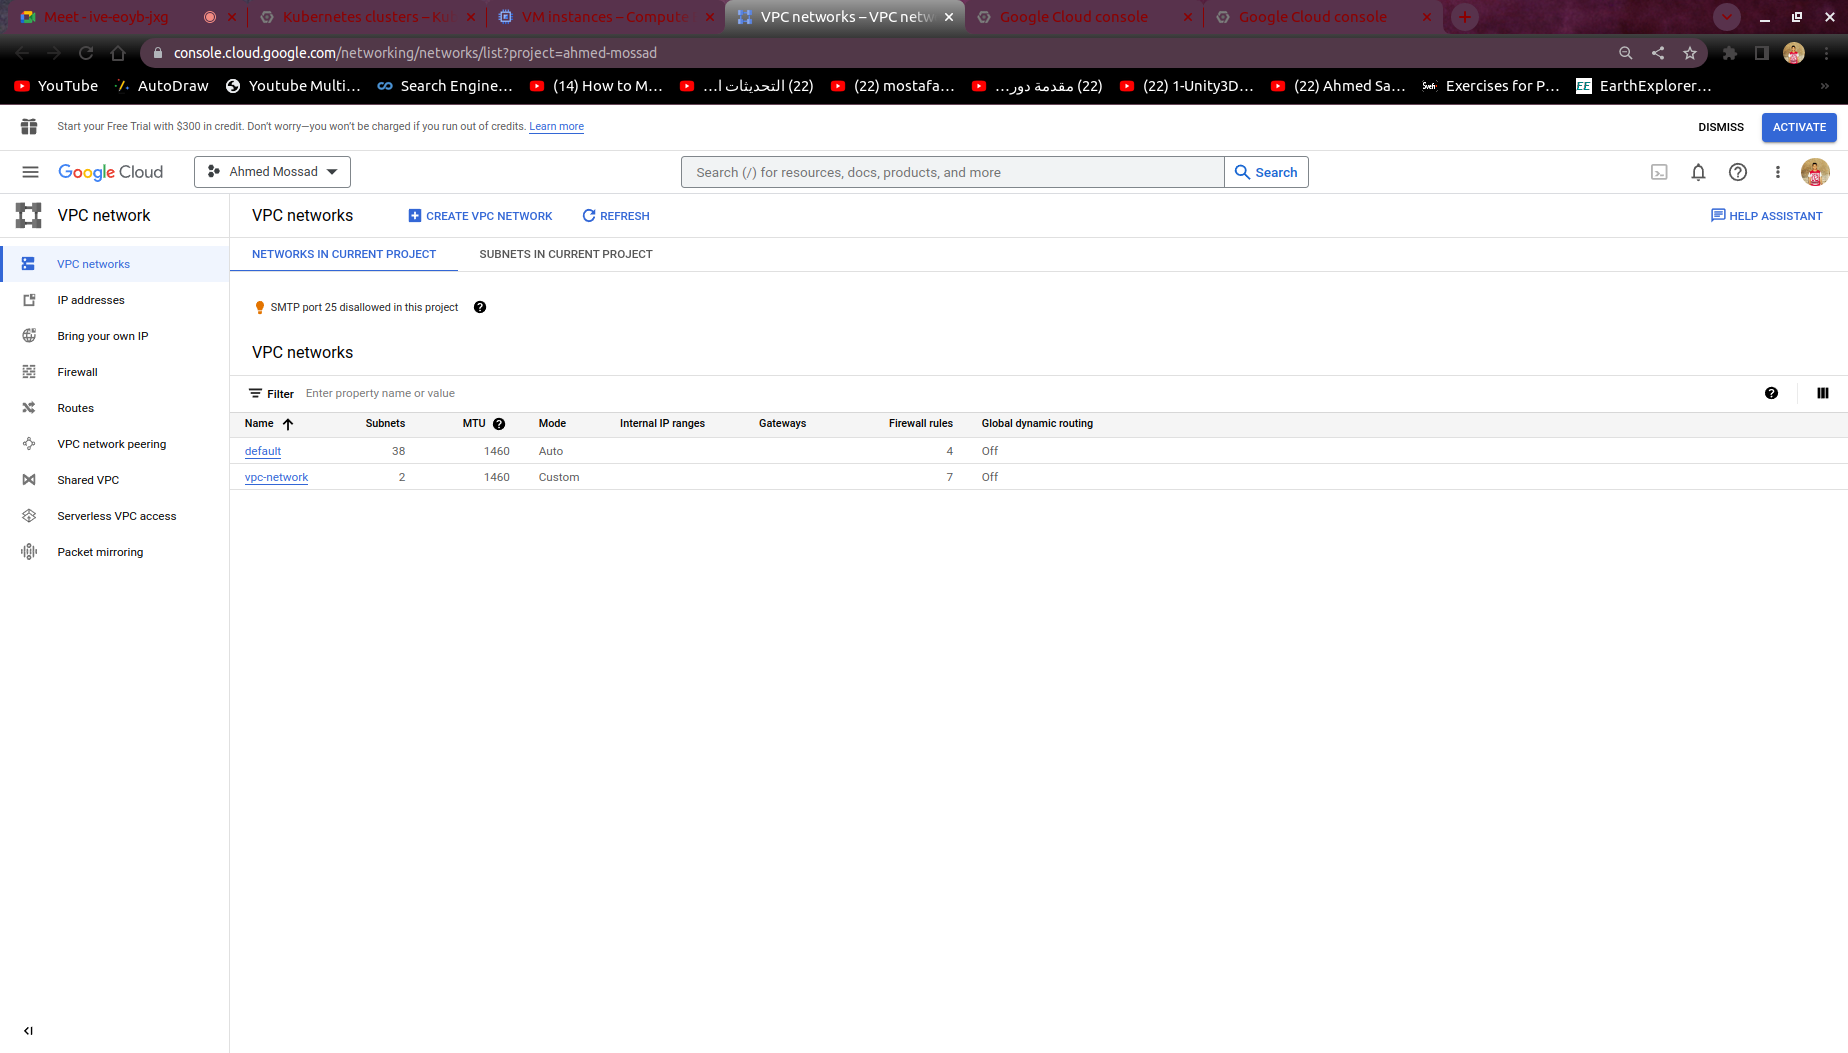 Meet - ive-eoyb-jxg
Kubernetes clusters – Ku
VM instances – Compute
VPC networks – VPC netw
Google Cloud console
Google Cloud console
console.cloud.google.com/networking/networks/list?project=ahmed-mossad
YouTube
AutoDraw
Youtube Multi...
Search Engine...
(14) How to M...
(22) التحديثات ا...
(22) mostafa...
(22) مقدمة دور...
(22) 1-Unity3D...
(22) Ahmed Sa...
Exercises for P...
EE EarthExplorer...
Start your Free Trial with $300 in credit. Don't worry—you won't be charged if you run out of credits. Learn more
DISMISS
ACTIVATE
Google Cloud
Ahmed Mossad
Search (/) for resources, docs, products, and more
Search
VPC network
VPC networks
CREATE VPC NETWORK
REFRESH
HELP ASSISTANT
VPC networks
IP addresses
Bring your own IP
Firewall
Routes
VPC network peering
Shared VPC
Serverless VPC access
Packet mirroring
NETWORKS IN CURRENT PROJECT
SUBNETS IN CURRENT PROJECT
SMTP port 25 disallowed in this project
VPC networks
Filter Enter property name or value
Name Subnets MTU Mode Internal IP ranges Gateways Firewall rules Global dynamic routing
default 38 1460 Auto 4 Off
vpc-network 2 1460 Custom 7 Off